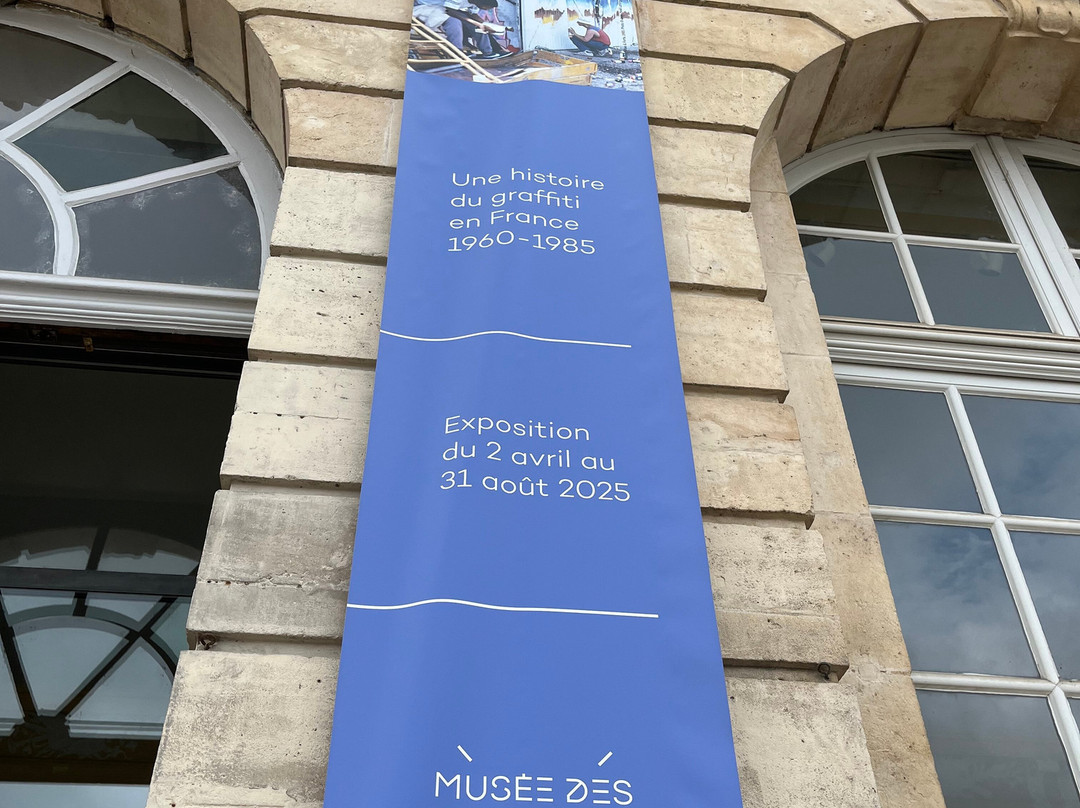 Une histoire
du graffiti
en France
1960-1985
Exposition
du 2 avril au
31 août 2025
MUSÉE DES